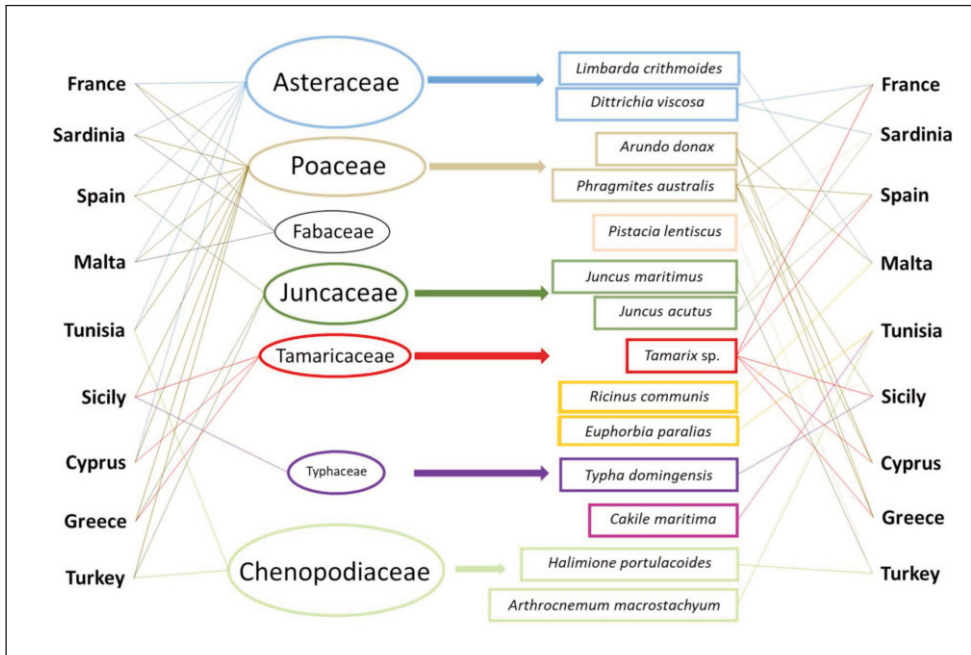 France
Sardinia
Spain
Malta
Tunisia
Sicily
Cyprus
Greece
Turkey
Asteraceae
Poaceae
Fabaceae
Juncaceae
Tamaricaceae
Typhaceae
Chenopodiaceae
Limbarda crithmoides
Dittrichia viscosa
Arundo donax
Phragmites australis
Pistacia lentiscus
Juncus maritimus
Juncus acutus
Tamarix sp.
Ricinus communis
Euphorbia paralias
Typha domingensis
Cakile maritima
Halimione portulacoides
Arthrocnemum macrostachyum
France
Sardinia
Spain
Malta
Tunisia
Sicily
Cyprus
Greece
Turkey